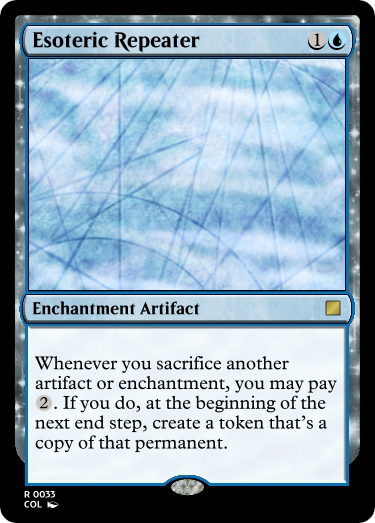 Esoteric Repeater 1
Enchantment Artifact
Whenever you sacrifice another
artifact or enchantment, you may pay
2. If you do, at the beginning of the
next end step, create a token that's a
copy of that permanent.
R 0033
COL